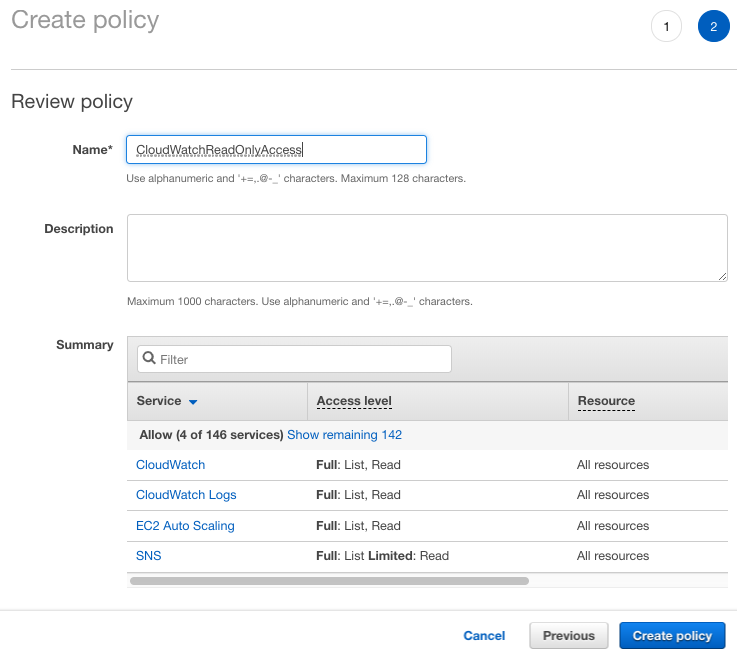 Create policy
1
2
Review policy
Name*
CloudWatchReadOnlyAccess
Use alphanumeric and '+=,.@-_' characters. Maximum 128 characters.
Description
Maximum 1000 characters. Use alphanumeric and '+=,.@-_' characters.
Summary
Filter
Service Access level Resource
Allow (4 of 146 services) Show remaining 142
CloudWatch Full: List, Read All resources
CloudWatch Logs Full: List, Read All resources
EC2 Auto Scaling Full: List, Read All resources
SNS Full: List Limited: Read All resources
Cancel Previous Create policy